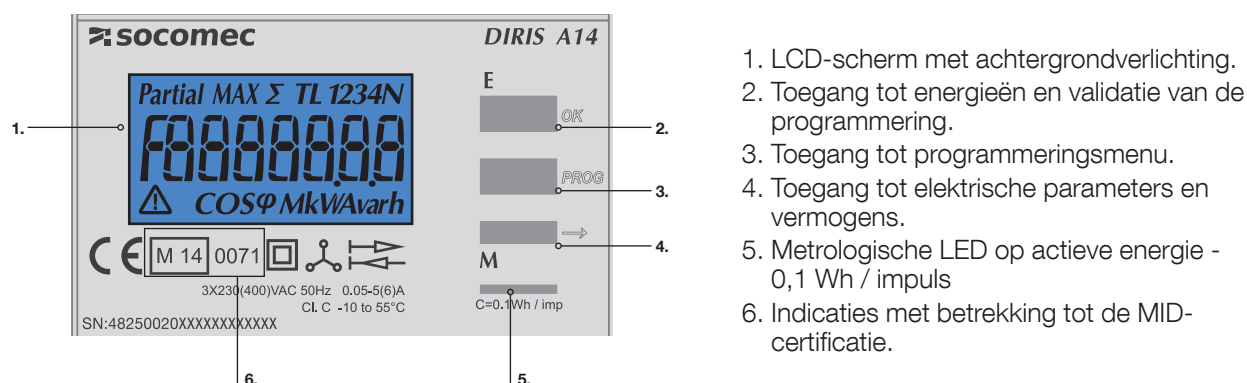 socomec
DIRIS A14
Partial MAX Σ TL 1234N
F8888888
COSφ MkWAvarh
E
OK
PROG
→
M
C=0.1Wh / imp
CE M 14 0071
3X230(400)VAC 50Hz 0.05-5(6)A
Cl. C -10 to 55°C
SN:48250020XXXXXXXXXXXX
1.
2.
3.
4.
5.
6.
1. LCD-scherm met achtergrondverlichting.
2. Toegang tot energieën en validatie van de
programmering.
3. Toegang tot programmeringsmenu.
4. Toegang tot elektrische parameters en
vermogens.
5. Metrologische LED op actieve energie -
0,1 Wh / impuls
6. Indicaties met betrekking tot de MID-
certificatie.